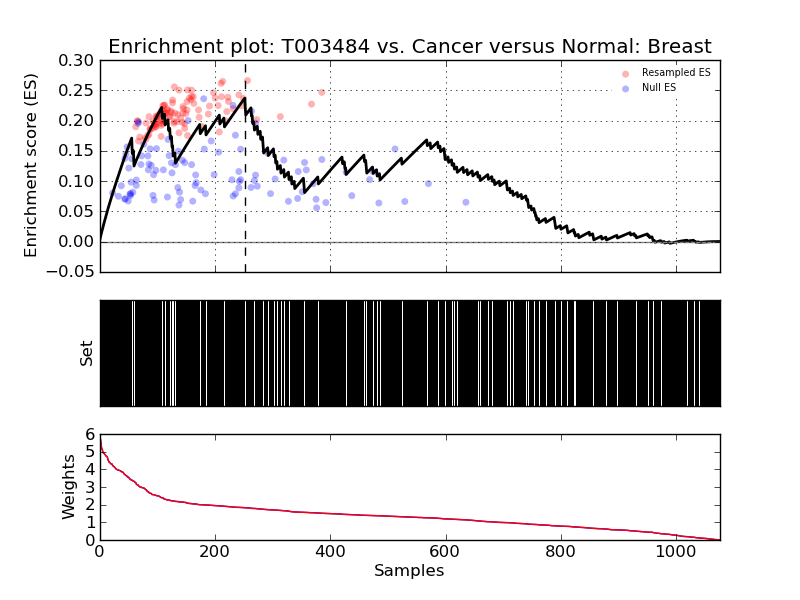 Enrichment plot: T003484 vs. Cancer versus Normal: Breast
0.30
0.25
0.20
0.15
0.10
0.05
0.00
−0.05
Enrichment score (ES)
Resampled ES
Null ES
Set
6
5
4
3
2
1
0
Weights
0 200 400 600 800 1000
Samples